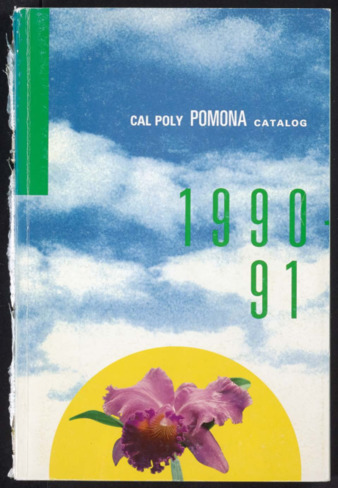 CAL POLY POMONA CATALOG
1990-
91